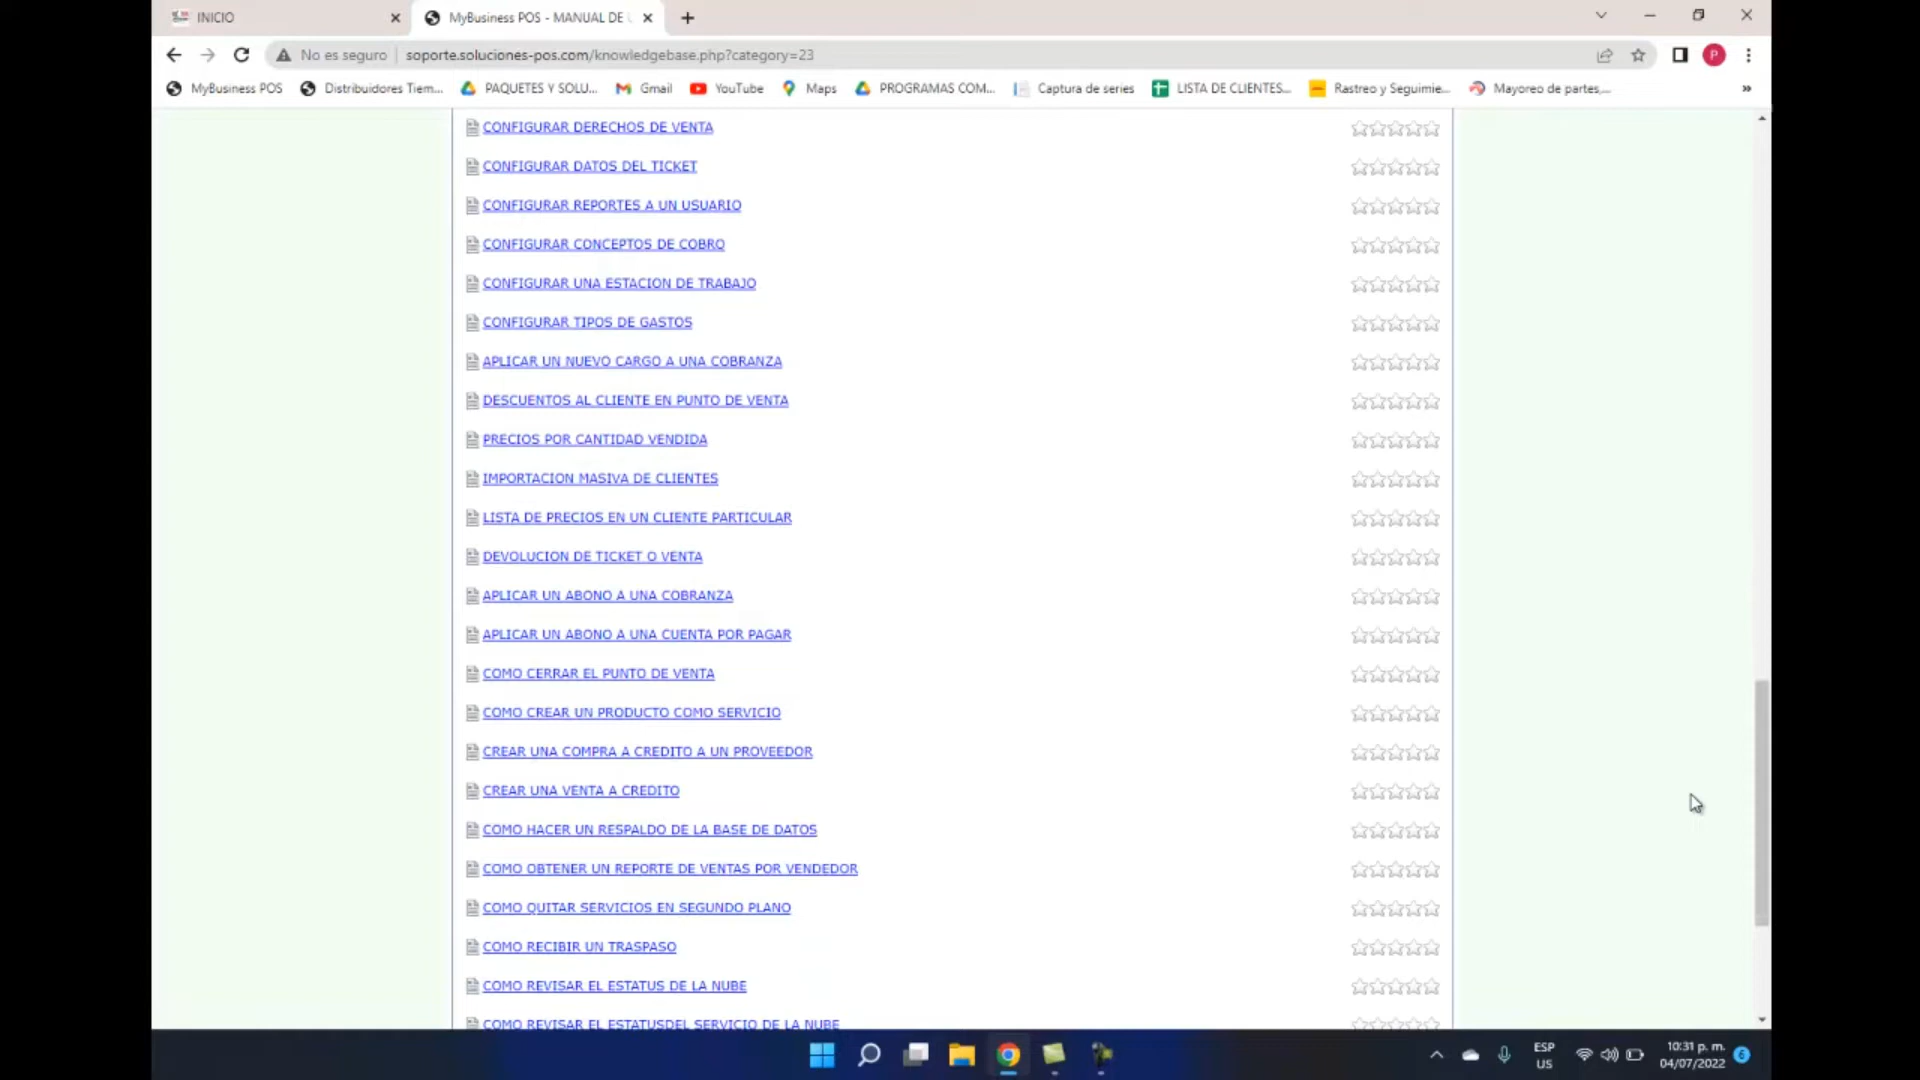 INICIO
MyBusiness POS - MANUAL DE
No es seguro
soporte.soluciones-pos.com/knowledgebase.php?category=23
P
MyBusiness POS
Distribuidores Tiem...
PAQUETES Y SOLU...
Gmail
YouTube
Maps
PROGRAMAS COM...
Captura de series
LISTA DE CLIENTES...
Rastreo y Seguimie...
Mayoreo de partes,...
»
CONFIGURAR DERECHOS DE VENTA
CONFIGURAR DATOS DEL TICKET
CONFIGURAR REPORTES A UN USUARIO
CONFIGURAR CONCEPTOS DE COBRO
CONFIGURAR UNA ESTACION DE TRABAJO
CONFIGURAR TIPOS DE GASTOS
APLICAR UN NUEVO CARGO A UNA COBRANZA
DESCUENTOS AL CLIENTE EN PUNTO DE VENTA
PRECIOS POR CANTIDAD VENDIDA
IMPORTACION MASIVA DE CLIENTES
LISTA DE PRECIOS EN UN CLIENTE PARTICULAR
DEVOLUCION DE TICKET O VENTA
APLICAR UN ABONO A UNA COBRANZA
APLICAR UN ABONO A UNA CUENTA POR PAGAR
COMO CERRAR EL PUNTO DE VENTA
COMO CREAR UN PRODUCTO COMO SERVICIO
CREAR UNA COMPRA A CREDITO A UN PROVEEDOR
CREAR UNA VENTA A CREDITO
COMO HACER UN RESPALDO DE LA BASE DE DATOS
COMO OBTENER UN REPORTE DE VENTAS POR VENDEDOR
COMO QUITAR SERVICIOS EN SEGUNDO PLANO
COMO RECIBIR UN TRASPASO
COMO REVISAR EL ESTATUS DE LA NUBE
COMO REVISAR EL ESTATUSDEL SERVICIO DE LA NUBE
ESP
US
10:31 p. m.
04/07/2022
6